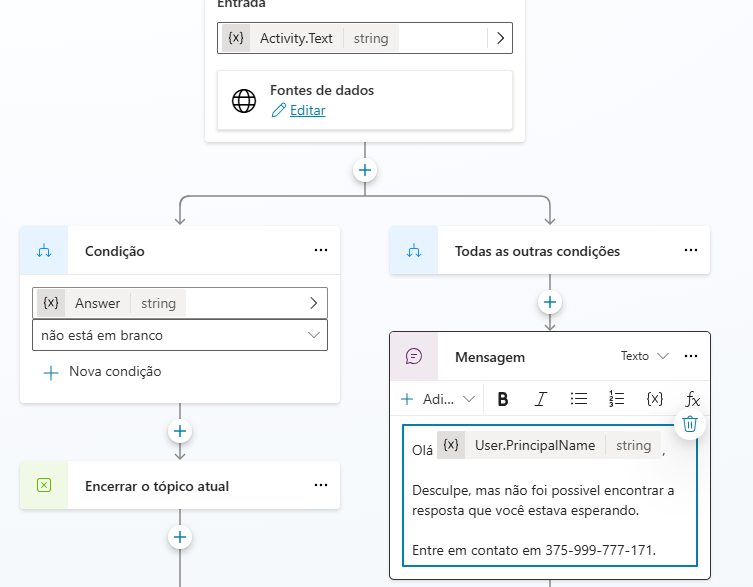 Entrada
{x} Activity.Text string
Fontes de dados
Editar
Condição
Todas as outras condições
{x} Answer string
não está em branco
Nova condição
Mensagem Texto
Adi... B I {x} fx
Olá {x} User.PrincipalName string ,
Desculpe, mas não foi possivel encontrar a
resposta que você estava esperando.
Entre em contato em 375-999-777-171.
Encerrar o tópico atual